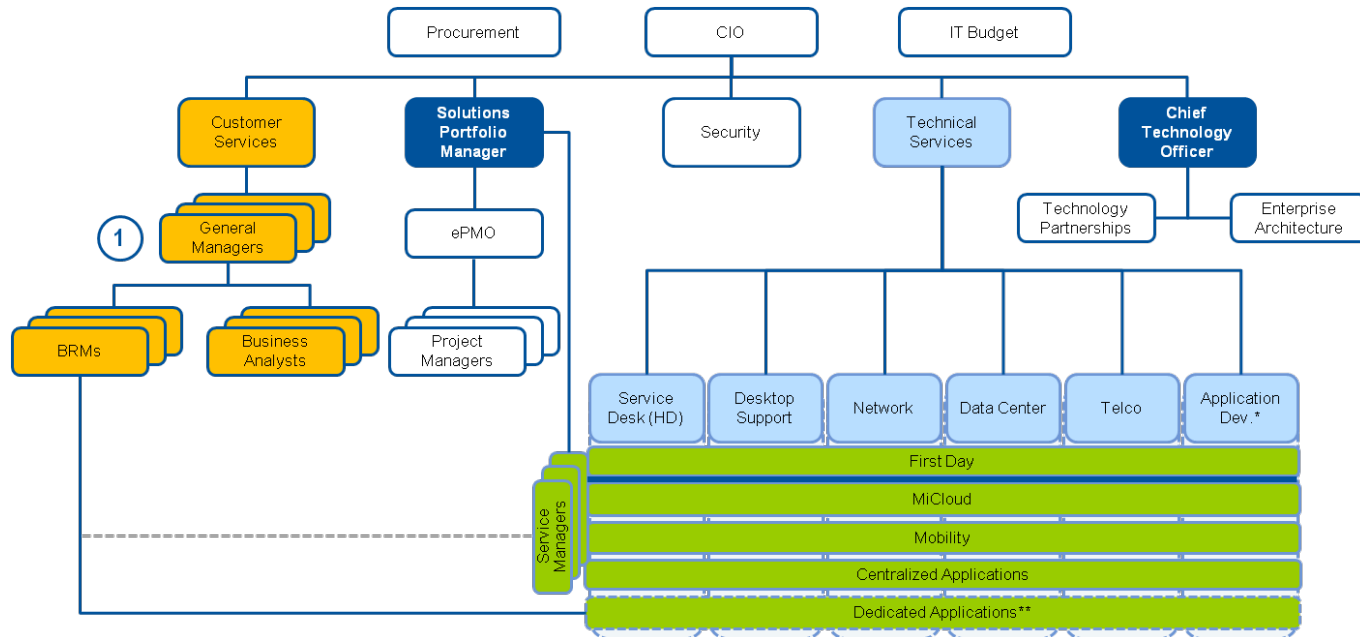 Procurement
CIO
IT Budget
Customer
Services
Solutions
Portfolio
Manager
Security
Technical
Services
Chief
Technology
Officer
1
General
Managers
ePMO
Technology
Partnerships
Enterprise
Architecture
BRMs
Business
Analysts
Project
Managers
Service
Desk (HD)
Desktop
Support
Network
Data Center
Telco
Application
Dev.*
Service
Managers
First Day
MiCloud
Mobility
Centralized Applications
Dedicated Applications**